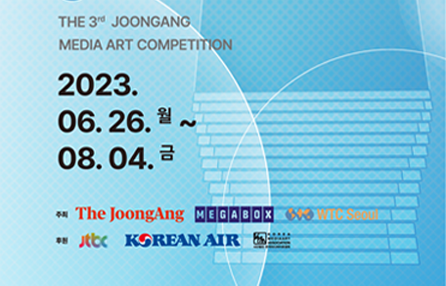 THE 3rd JOONGANG
MEDIA ART COMPETITION
2023.
06. 26. 월 ~
08. 04. 금
주최 The JoongAng MEGABOX WTC Seoul
후원 jtbc KOREAN AIR